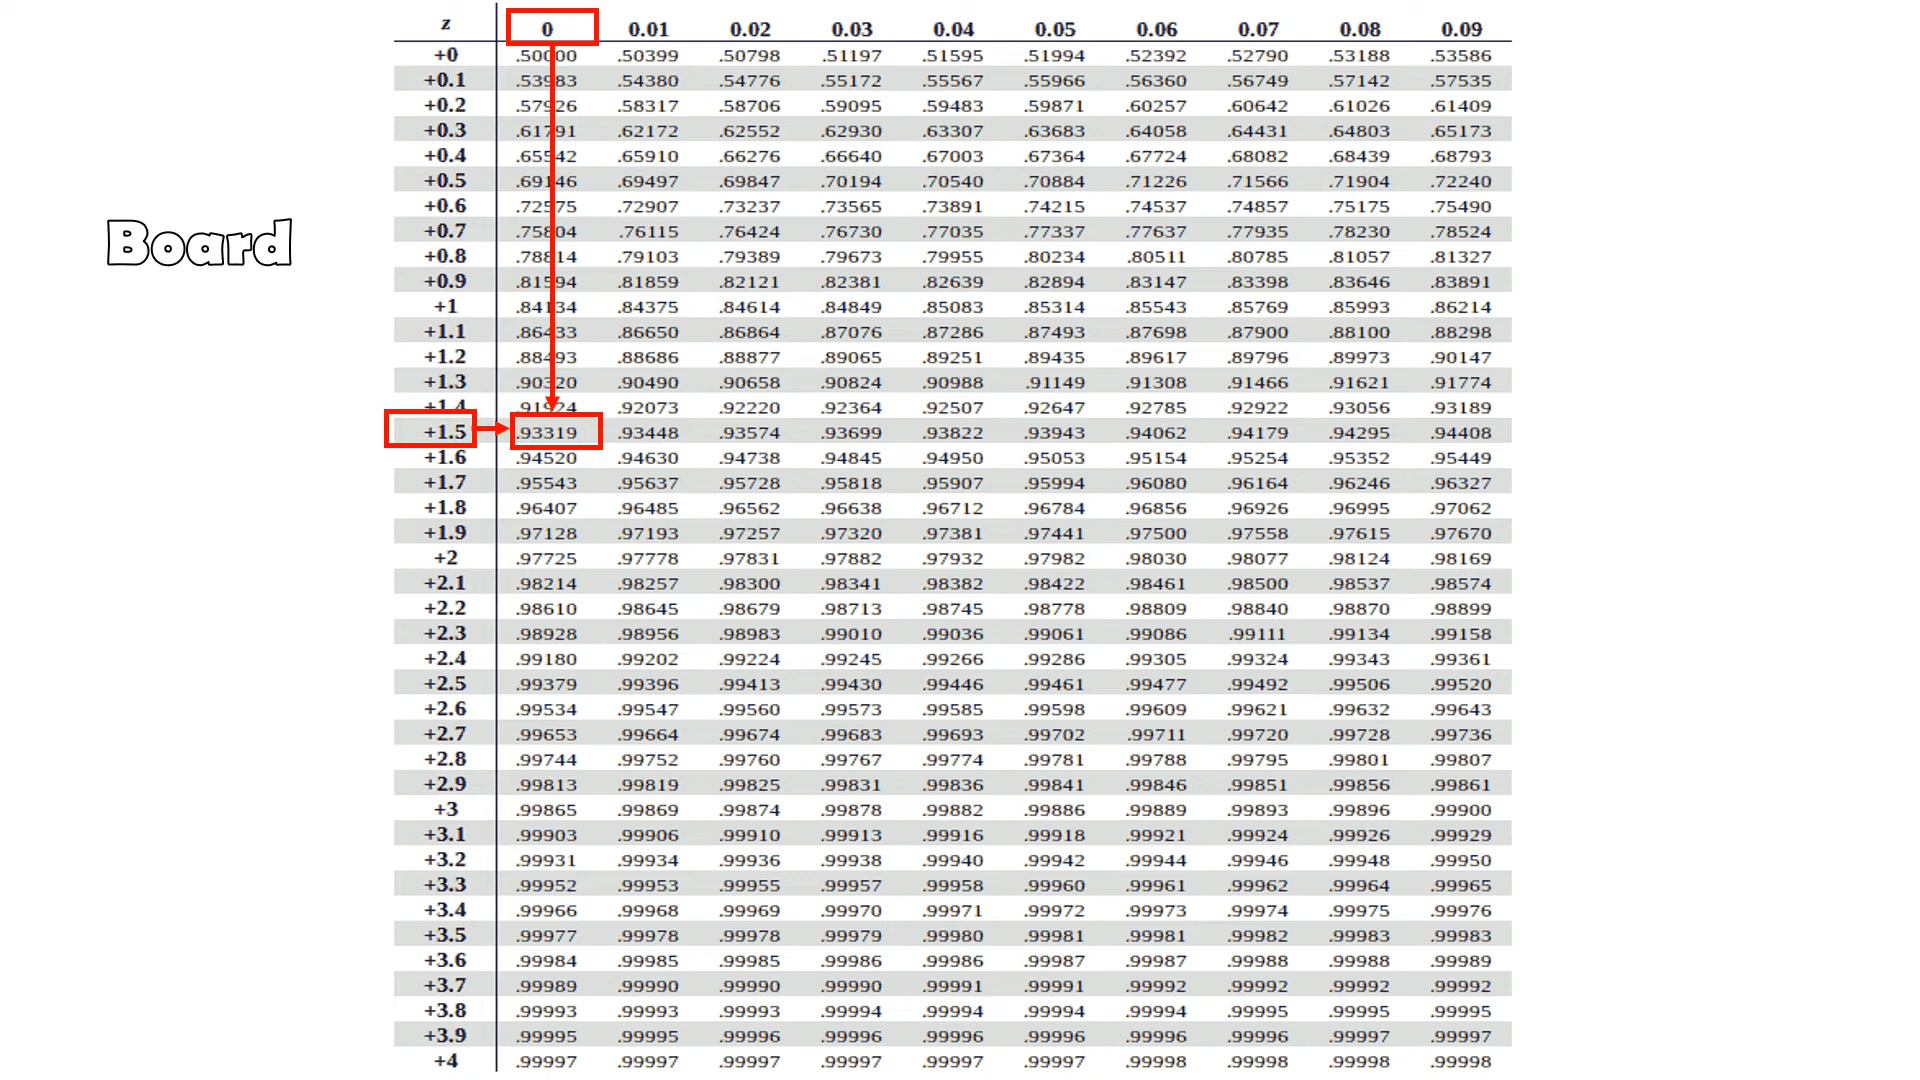 Board
z 0 0.01 0.02 0.03 0.04 0.05 0.06 0.07 0.08 0.09
+0 .50000 .50399 .50798 .51197 .51595 .51994 .52392 .52790 .53188 .53586
+0.1 .53983 .54380 .54776 .55172 .55567 .55966 .56360 .56749 .57142 .57535
+0.2 .57926 .58317 .58706 .59095 .59483 .59871 .60257 .60642 .61026 .61409
+0.3 .61791 .62172 .62552 .62930 .63307 .63683 .64058 .64431 .64803 .65173
+0.4 .65542 .65910 .66276 .66640 .67003 .67364 .67724 .68082 .68439 .68793
+0.5 .69146 .69497 .69847 .70194 .70540 .70884 .71226 .71566 .71904 .72240
+0.6 .72575 .72907 .73237 .73565 .73891 .74215 .74537 .74857 .75175 .75490
+0.7 .75804 .76115 .76424 .76730 .77035 .77337 .77637 .77935 .78230 .78524
+0.8 .78814 .79103 .79389 .79673 .79955 .80234 .80511 .80785 .81057 .81327
+0.9 .81594 .81859 .82121 .82381 .82639 .82894 .83147 .83398 .83646 .83891
+1 .84134 .84375 .84614 .84849 .85083 .85314 .85543 .85769 .85993 .86214
+1.1 .86433 .86650 .86864 .87076 .87286 .87493 .87698 .87900 .88100 .88298
+1.2 .88493 .88686 .88877 .89065 .89251 .89435 .89617 .89796 .89973 .90147
+1.3 .90320 .90490 .90658 .90824 .90988 .91149 .91308 .91466 .91621 .91774
+1.4 .91924 .92073 .92220 .92364 .92507 .92647 .92785 .92922 .93056 .93189
+1.5 .93319 .93448 .93574 .93699 .93822 .93943 .94062 .94179 .94295 .94408
+1.6 .94520 .94630 .94738 .94845 .94950 .95053 .95154 .95254 .95352 .95449
+1.7 .95543 .95637 .95728 .95818 .95907 .95994 .96080 .96164 .96246 .96327
+1.8 .96407 .96485 .96562 .96638 .96712 .96784 .96856 .96926 .96995 .97062
+1.9 .97128 .97193 .97257 .97320 .97381 .97441 .97500 .97558 .97615 .97670
+2 .97725 .97778 .97831 .97882 .97932 .97982 .98030 .98077 .98124 .98169
+2.1 .98214 .98257 .98300 .98341 .98382 .98422 .98461 .98500 .98537 .98574
+2.2 .98610 .98645 .98679 .98713 .98745 .98778 .98809 .98840 .98870 .98899
+2.3 .98928 .98956 .98983 .99010 .99036 .99061 .99086 .99111 .99134 .99158
+2.4 .99180 .99202 .99224 .99245 .99266 .99286 .99305 .99324 .99343 .99361
+2.5 .99379 .99396 .99413 .99430 .99446 .99461 .99477 .99492 .99506 .99520
+2.6 .99534 .99547 .99560 .99573 .99585 .99598 .99609 .99621 .99632 .99643
+2.7 .99653 .99664 .99674 .99683 .99693 .99702 .99711 .99720 .99728 .99736
+2.8 .99744 .99752 .99760 .99767 .99774 .99781 .99788 .99795 .99801 .99807
+2.9 .99813 .99819 .99825 .99831 .99836 .99841 .99846 .99851 .99856 .99861
+3 .99865 .99869 .99874 .99878 .99882 .99886 .99889 .99893 .99896 .99900
+3.1 .99903 .99906 .99910 .99913 .99916 .99918 .99921 .99924 .99926 .99929
+3.2 .99931 .99934 .99936 .99938 .99940 .99942 .99944 .99946 .99948 .99950
+3.3 .99952 .99953 .99955 .99957 .99958 .99960 .99961 .99962 .99964 .99965
+3.4 .99966 .99968 .99969 .99970 .99971 .99972 .99973 .99974 .99975 .99976
+3.5 .99977 .99978 .99978 .99979 .99980 .99981 .99981 .99982 .99983 .99983
+3.6 .99984 .99985 .99985 .99986 .99986 .99987 .99987 .99988 .99988 .99989
+3.7 .99989 .99990 .99990 .99990 .99991 .99991 .99992 .99992 .99992 .99992
+3.8 .99993 .99993 .99993 .99994 .99994 .99994 .99994 .99995 .99995 .99995
+3.9 .99995 .99995 .99996 .99996 .99996 .99996 .99996 .99996 .99997 .99997
+4 .99997 .99997 .99997 .99997 .99997 .99997 .99998 .99998 .99998 .99998